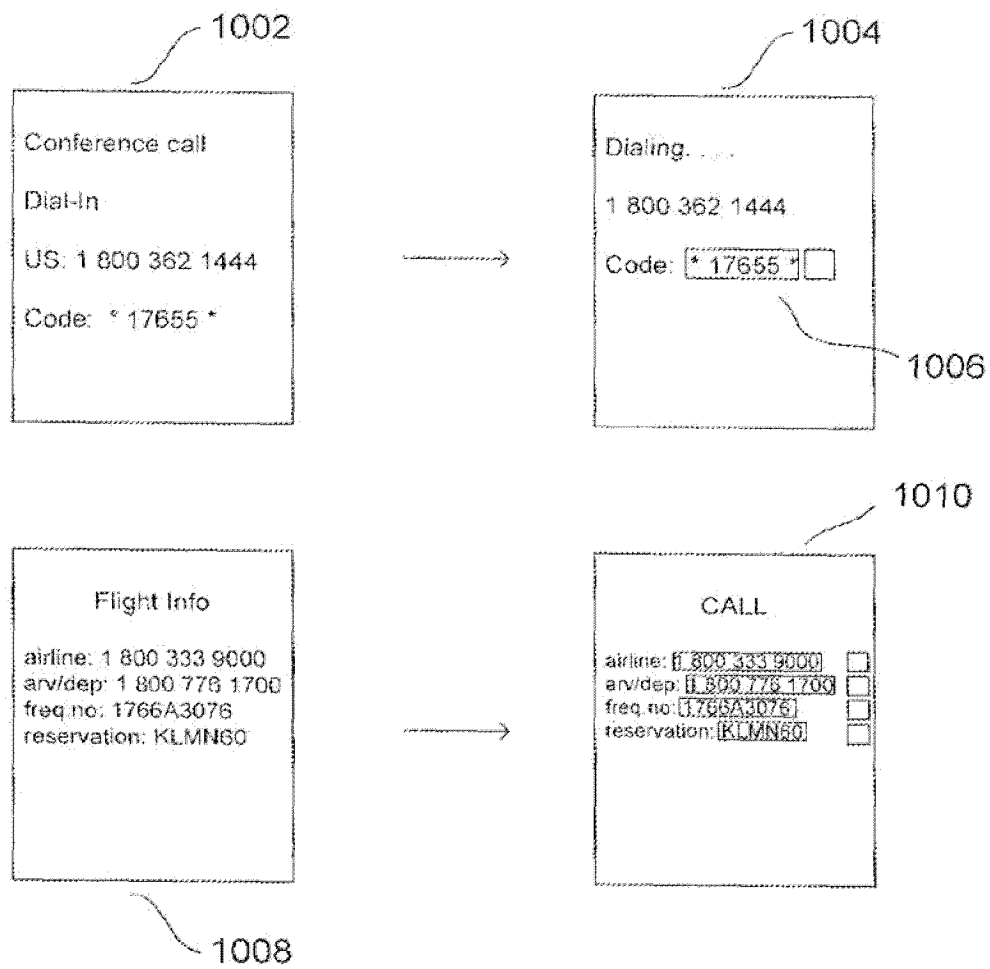 1002
Conference call
Dial-In
US: 1 800 362 1444
Code: * 17655 *
1004
Dialing. . . .
1 800 362 1444
Code: * 17655 *
1006
Flight Info
airline: 1 800 333 9000
arv/dep: 1 800 776 1700
freq.no: 1766A3076
reservation: KLMN60
1008
1010
CALL
airline: 1 800 333 9000
arv/dep: 1 800 776 1700
freq.no: 1766A3076
reservation: KLMN60